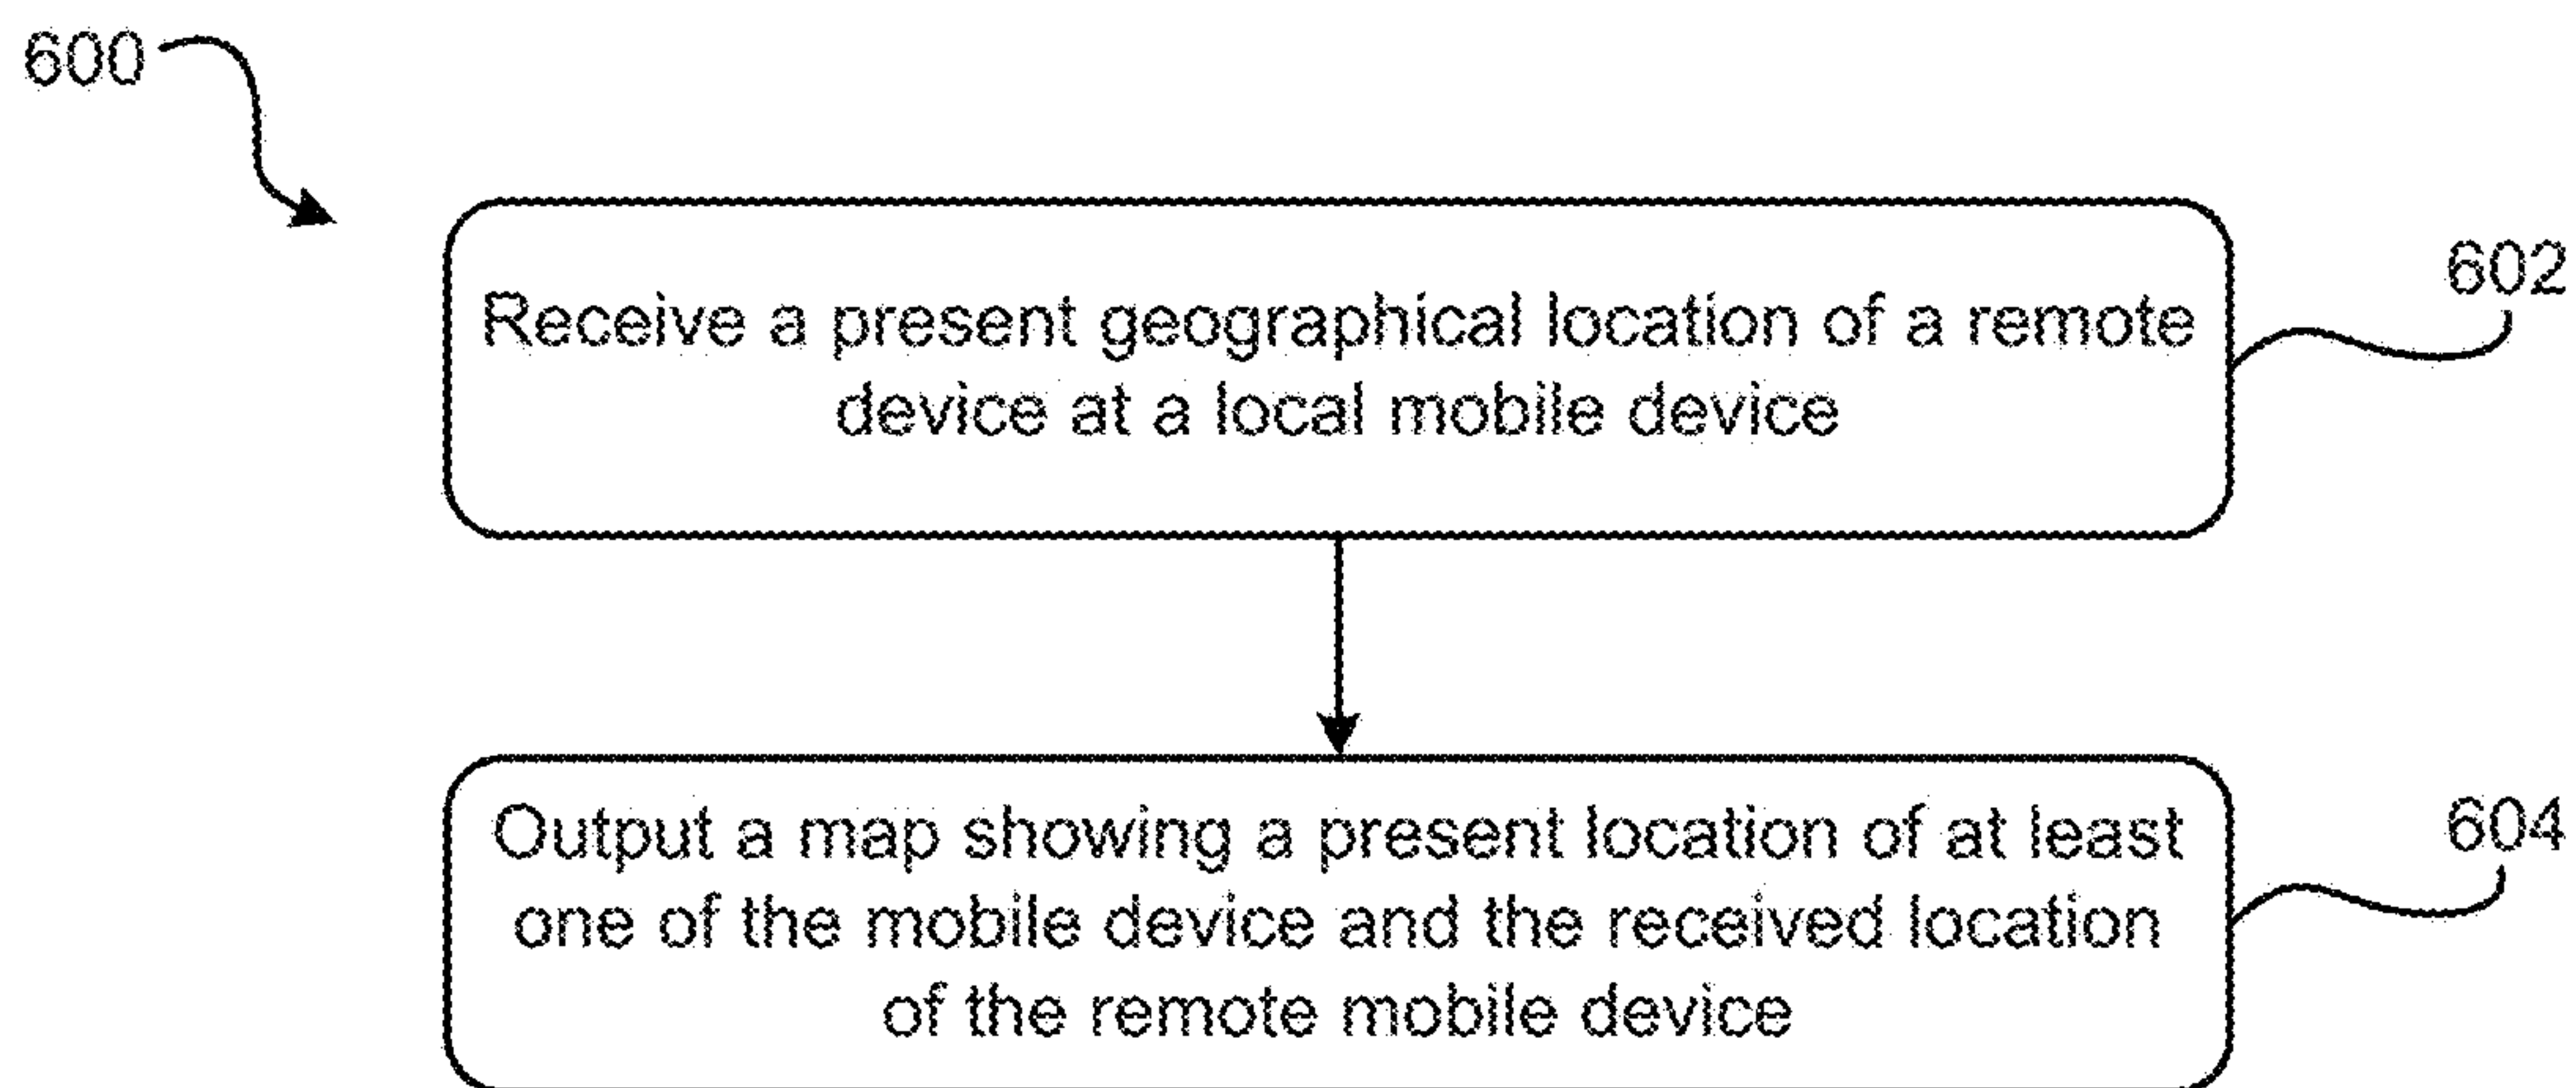 600
Receive a present geographical location of a remote
device at a local mobile device
602
Output a map showing a present location of at least
one of the mobile device and the received location
of the remote mobile device
604